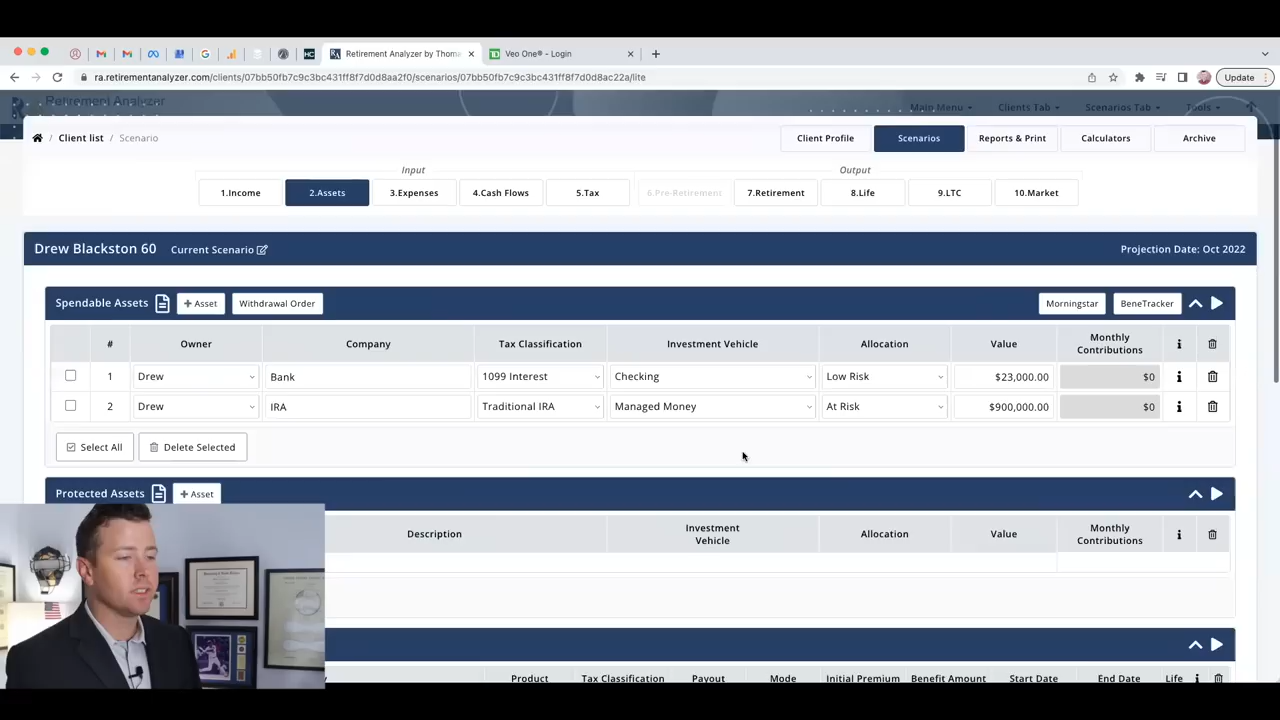 Retirement Analyzer by Thome
Veo One® - Login
ra.retirementanalyzer.com/clients/07bb50fb7c9c3bc431ff8f7d0d8aa2f0/scenarios/07bb50fb7c9c3bc431ff8f7d0d8ac22a/lite
Update
Retirement Analyzer
Main Menu
Clients Tab
Scenarios Tab
Tools
/ Client list / Scenario
Client Profile
Scenarios
Reports & Print
Calculators
Archive
Input
Output
1.Income
2.Assets
3.Expenses
4.Cash Flows
5.Tax
6.Pre-Retirement
7.Retirement
8.Life
9.LTC
10.Market
Drew Blackston 60
Current Scenario
Projection Date: Oct 2022
Spendable Assets
+ Asset
Withdrawal Order
Morningstar
BeneTracker
# Owner Company Tax Classification Investment Vehicle Allocation Value Monthly Contributions
1 Drew Bank 1099 Interest Checking Low Risk $23,000.00 $0
2 Drew IRA Traditional IRA Managed Money At Risk $900,000.00 $0
Select All
Delete Selected
Protected Assets
+ Asset
Description Investment Vehicle Allocation Value Monthly Contributions
Product Tax Classification Payout Mode Initial Premium Benefit Amount Start Date End Date Life